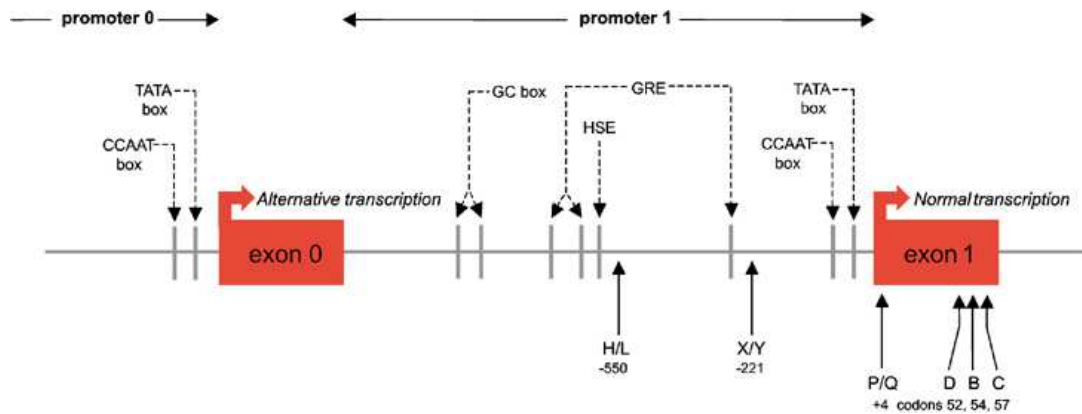 promoter 0
promoter 1
TATA
box
CCAAT
box
GC box
GRE
HSE
TATA
box
CCAAT
box
Alternative transcription
Normal transcription
exon 0
exon 1
H/L
-550
X/Y
-221
P/Q D B C
+4 codons 52, 54, 57